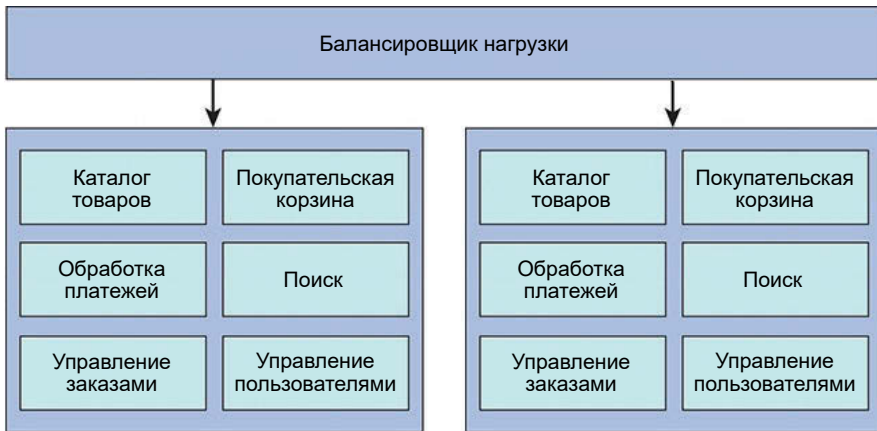 Балансировщик нагрузки
Каталог
товаров
Покупательская
корзина
Обработка
платежей
Поиск
Управление
заказами
Управление
пользователями
Каталог
товаров
Покупательская
корзина
Обработка
платежей
Поиск
Управление
заказами
Управление
пользователями